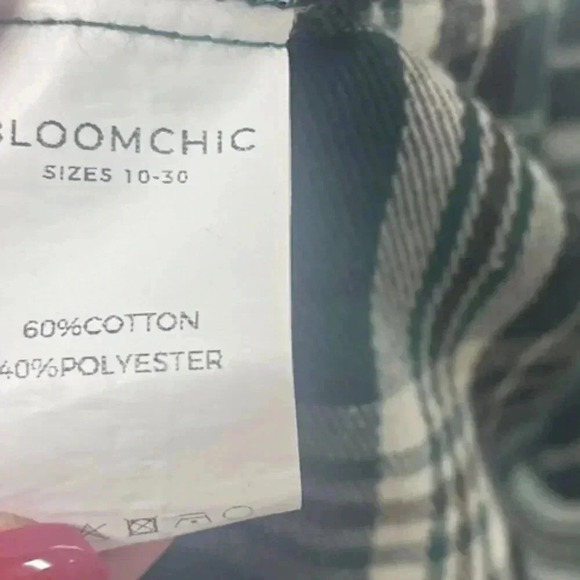 BLOOMCHIC
SIZES 10-30
60%COTTON
40%POLYESTER